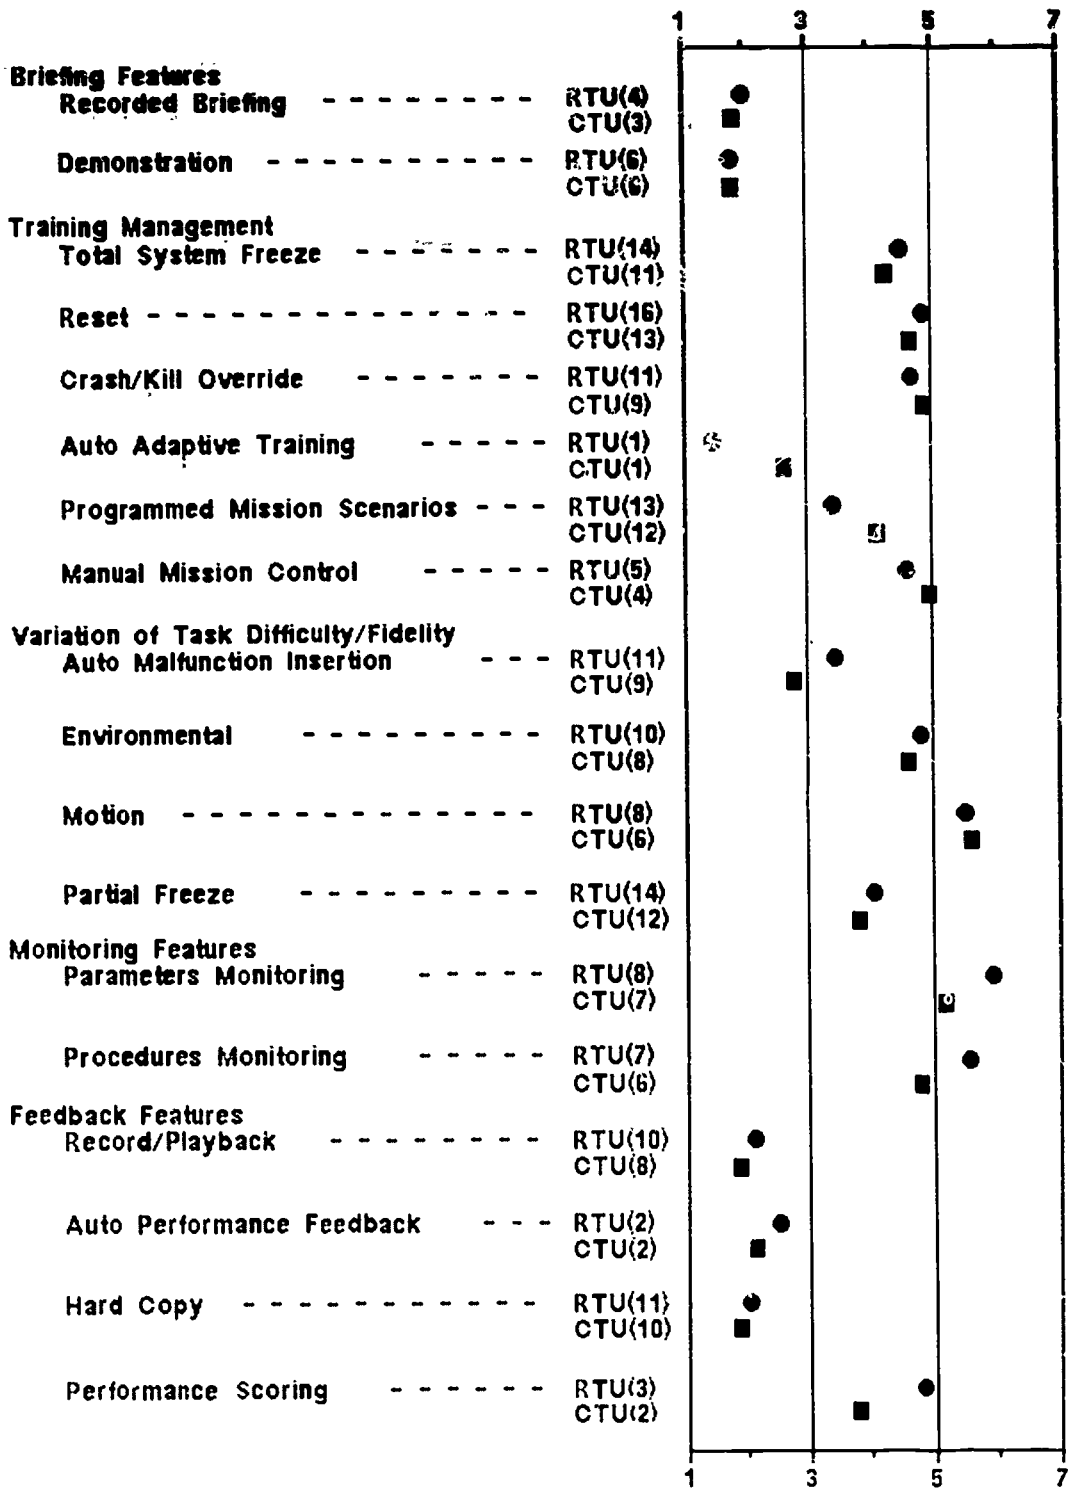 1 3 5 7
Briefing Features
Recorded Briefing - - - - - - - - RTU(4)
CTU(3)
Demonstration - - - - - - - - - - RTU(6)
CTU(6)
Training Management
Total System Freeze - - - - - - - RTU(14)
CTU(11)
Reset - - - - - - - - - - - - - - RTU(16)
CTU(13)
Crash/Kill Override - - - - - - - RTU(11)
CTU(9)
Auto Adaptive Training - - - - - RTU(1)
CTU(1)
Programmed Mission Scenarios - - - RTU(13)
CTU(12)
Manual Mission Control - - - - - RTU(5)
CTU(4)
Variation of Task Difficulty/Fidelity
Auto Malfunction Insertion - - - RTU(11)
CTU(9)
Environmental - - - - - - - - - RTU(10)
CTU(8)
Motion - - - - - - - - - - - - - RTU(8)
CTU(6)
Partial Freeze - - - - - - - - - RTU(14)
CTU(12)
Monitoring Features
Parameters Monitoring - - - - - RTU(8)
CTU(7)
Procedures Monitoring - - - - - RTU(7)
CTU(6)
Feedback Features
Record/Playback - - - - - - - - RTU(10)
CTU(8)
Auto Performance Feedback - - - RTU(2)
CTU(2)
Hard Copy - - - - - - - - - - - RTU(11)
CTU(10)
Performance Scoring - - - - - - RTU(3)
CTU(2)
1 3 5 7